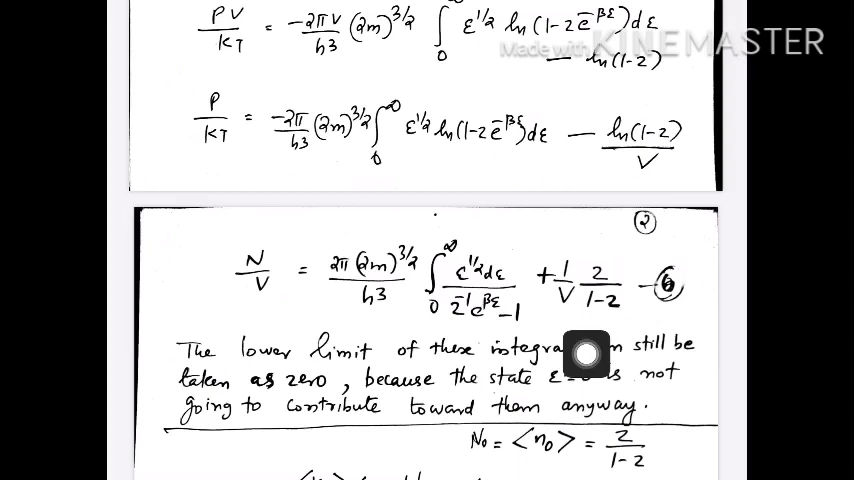 PV/KT = -2πV/h3 (2m)^3/2 ∫0^∞ ε^1/2 ln(1-z e^-βε) dε
— ln(1-z)
Made with KINEMASTER
P/KT = -2π/h3 (2m)^3/2 ∫0^∞ ε^1/2 ln(1-z e^-βε) dε — ln(1-z)/V
②
N/V = 2π(2m)^3/2/h3 ∫0^∞ ε^1/2 dε/(z^-1 e^βε -1) + 1/V z/1-z —⑥
The lower limit of these still be
taken as zero, because the state is not
going to contribute toward them anyway.
N0 = <n0> = z/1-z